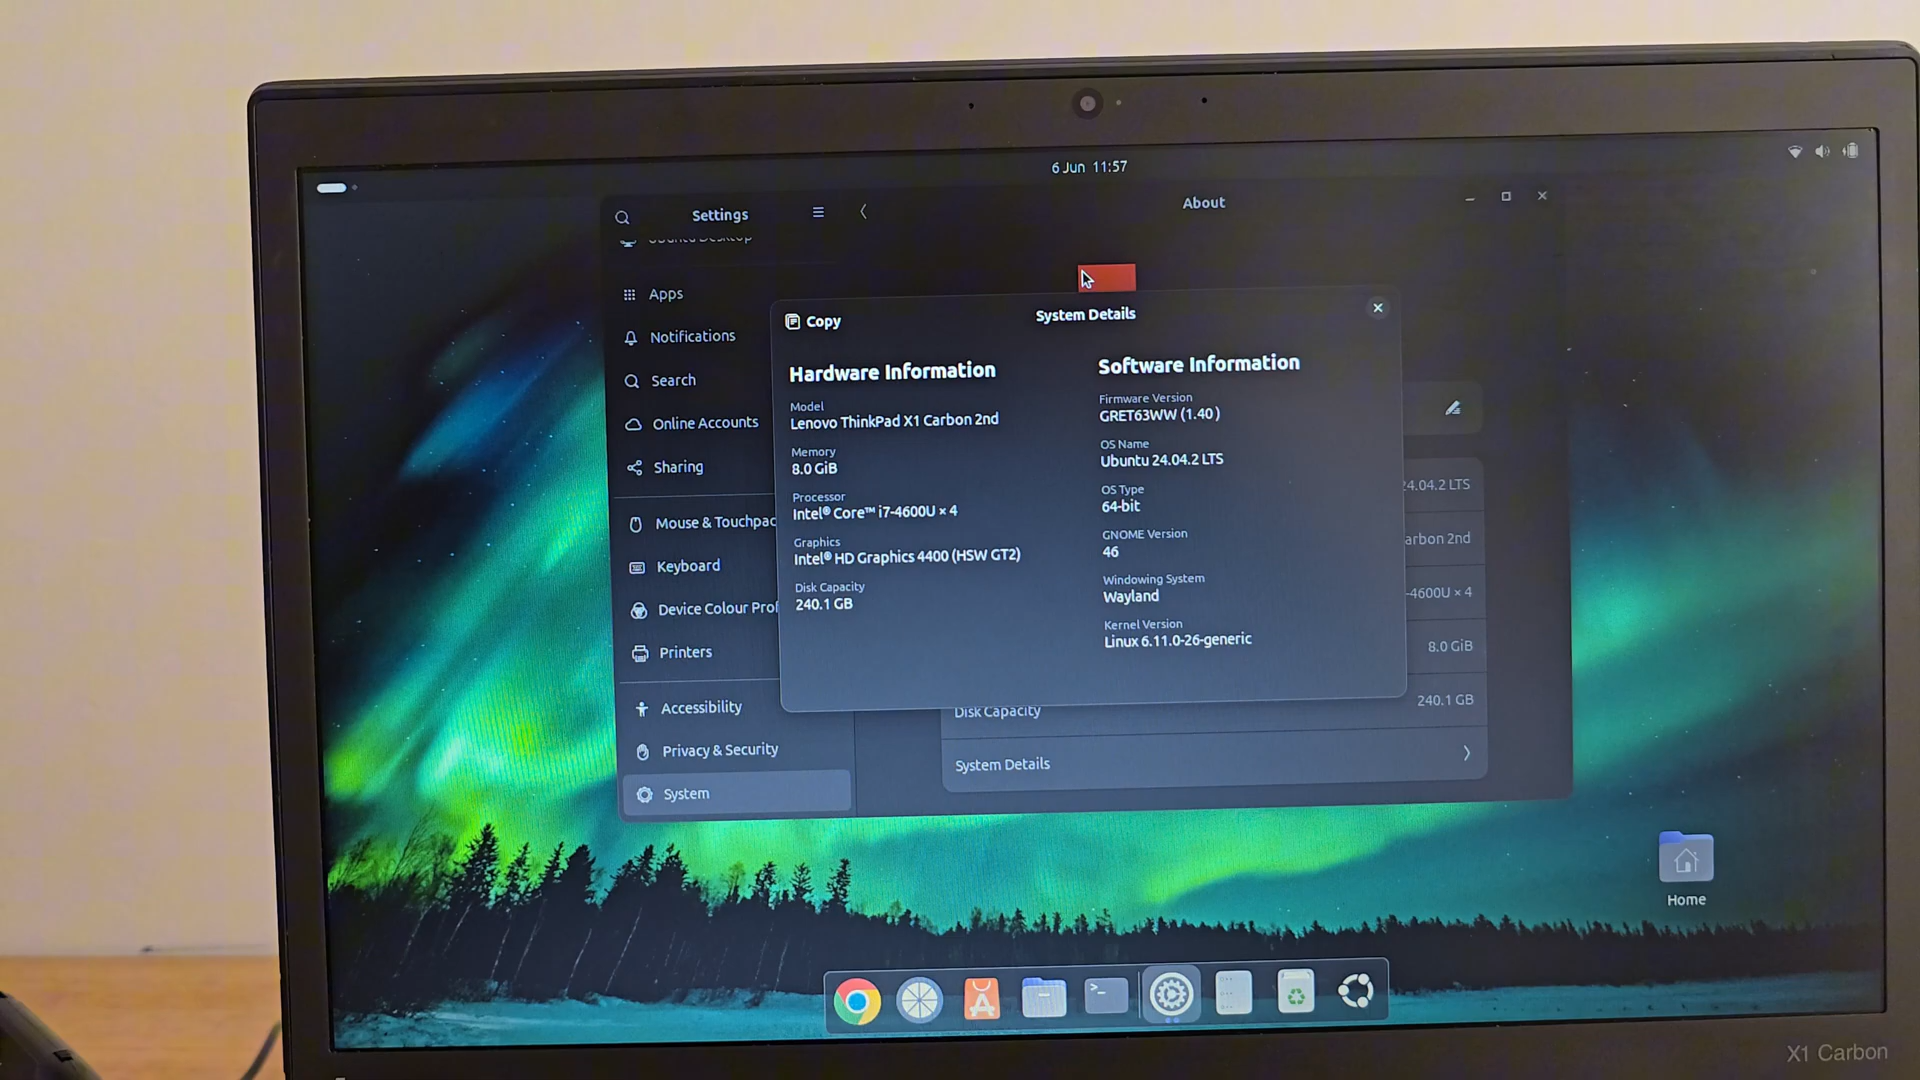 6 Jun 11:57
Settings
About
Ubuntu Desktop
Apps
Notifications
Search
Online Accounts
Sharing
Mouse & Touchpad
Keyboard
Device Colour Prof
Printers
Accessibility
Privacy & Security
System
Copy
System Details
Hardware Information
Model
Lenovo ThinkPad X1 Carbon 2nd
Memory
8.0 GiB
Processor
Intel® Core™ i7-4600U × 4
Graphics
Intel® HD Graphics 4400 (HSW GT2)
Disk Capacity
240.1 GB
Software Information
Firmware Version
GRET63WW (1.40 )
OS Name
Ubuntu 24.04.2 LTS
OS Type
64-bit
GNOME Version
46
Windowing System
Wayland
Kernel Version
Linux 6.11.0-26-generic
24.04.2 LTS
arbon 2nd
-4600U × 4
8.0 GiB
Disk Capacity
240.1 GB
System Details
Home
X1 Carbon